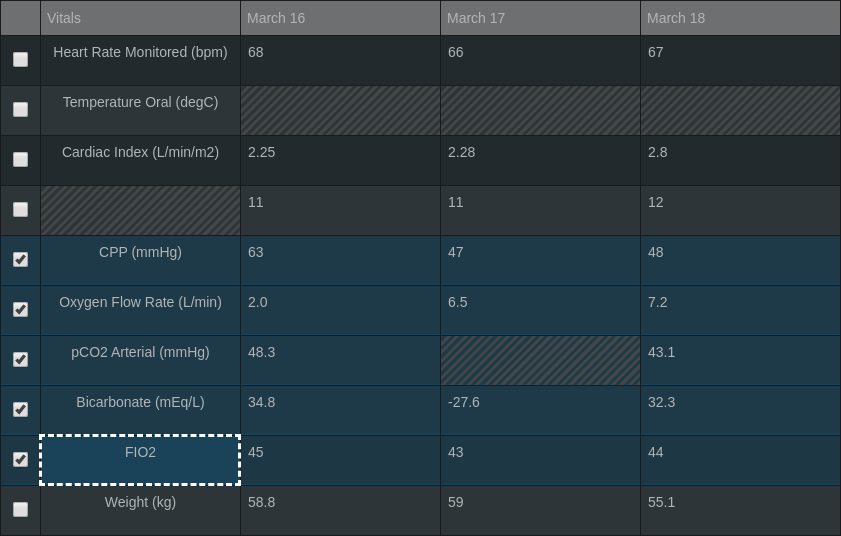 Vitals March 16 March 17 March 18
Heart Rate Monitored (bpm) 68 66 67
Temperature Oral (degC)
Cardiac Index (L/min/m2) 2.25 2.28 2.8
11 11 12
CPP (mmHg) 63 47 48
Oxygen Flow Rate (L/min) 2.0 6.5 7.2
pCO2 Arterial (mmHg) 48.3 43.1
Bicarbonate (mEq/L) 34.8 -27.6 32.3
FIO2 45 43 44
Weight (kg) 58.8 59 55.1